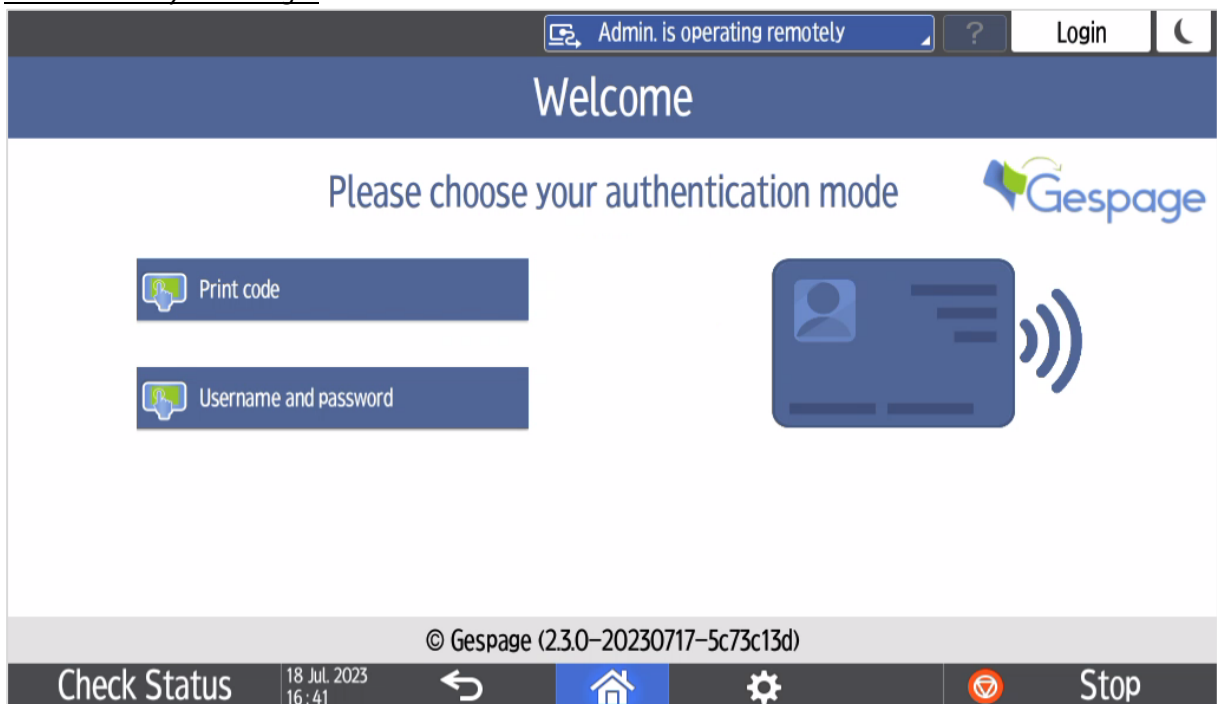 Admin. is operating remotely
?
Login
Welcome
Please choose your authentication mode
Gespage
Print code
Username and password
© Gespage (2.3.0-20230717-5c73c13d)
Check Status
18 Jul. 2023
16:41
Stop